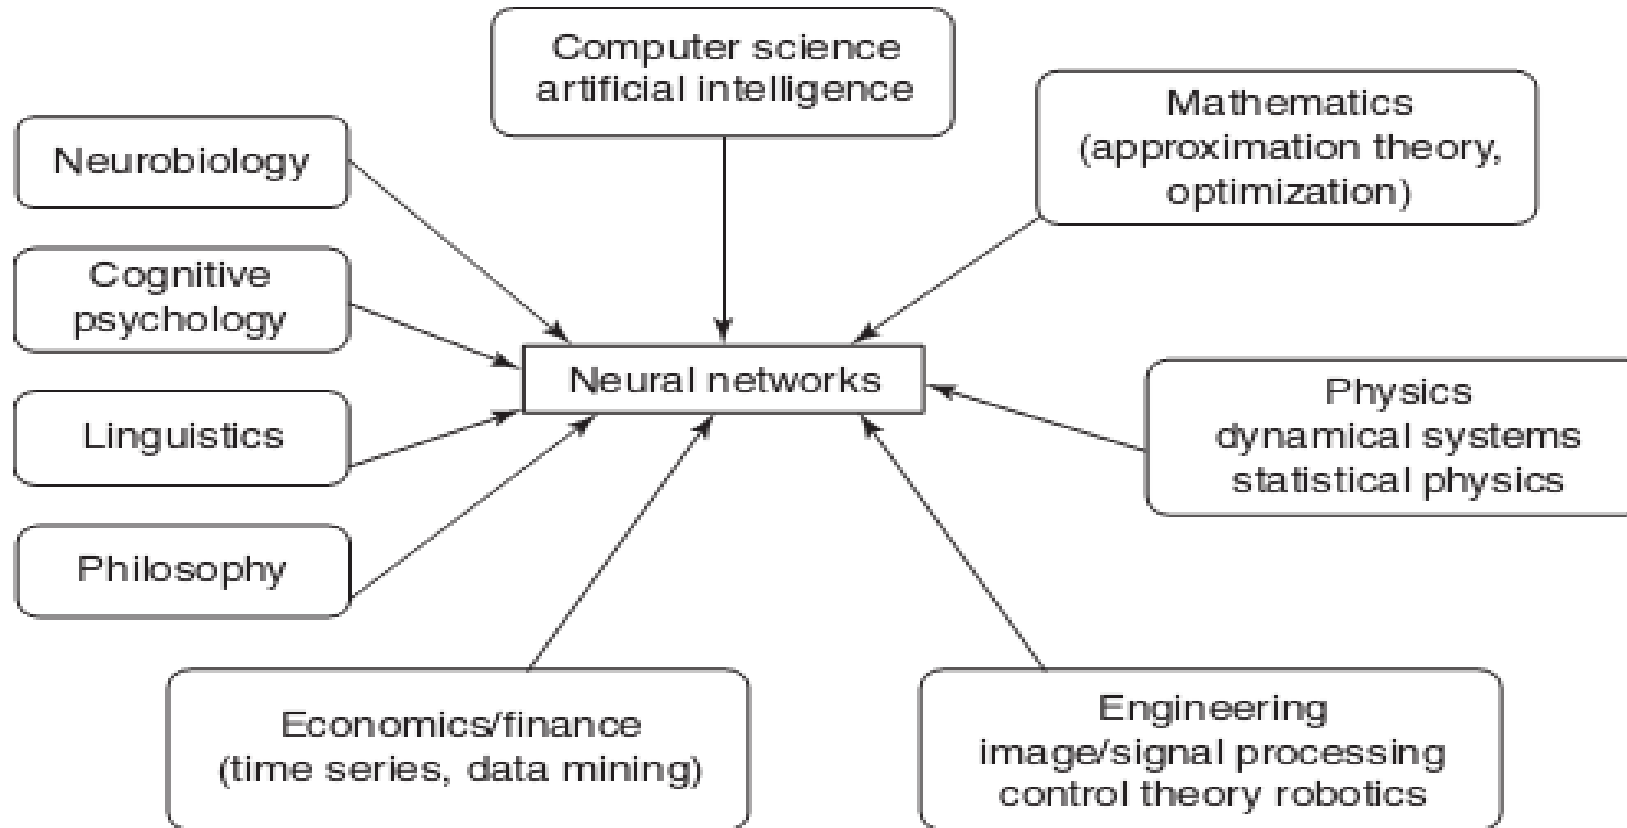 Computer science
artificial intelligence
Mathematics
(approximation theory,
optimization)
Neurobiology
Cognitive
psychology
Neural networks
Linguistics
Physics
dynamical systems
statistical physics
Philosophy
Economics/finance
(time series, data mining)
Engineering
image/signal processing
control theory robotics